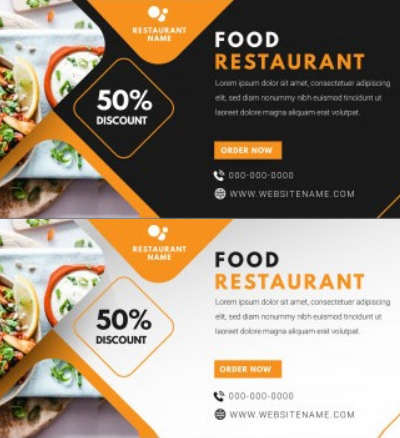 RESTAURANT
NAME
FOOD
RESTAURANT
50%
DISCOUNT
Lorem ipsum dolor sit amet, consectetuer adipiscing
elit, sed diam nonummy nibh euismod tincidunt ut
laoreet dolore magna aliquam erat volutpat.
ORDER NOW
000-000-0000
WWW.WEBSITENAME.COM
RESTAURANT
NAME
FOOD
RESTAURANT
50%
DISCOUNT
Lorem ipsum dolor sit amet, consectetuer adipiscing
elit, sed diam nonummy nibh euismod tincidunt ut
laoreet dolore magna aliquam erat volutpat.
ORDER NOW
000-000-0000
WWW.WEBSITENAME.COM